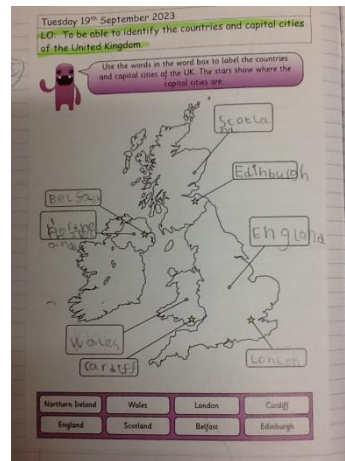 Tuesday 19th September 2023
LO: To be able to identify the countries and capital cities
of the United Kingdom.
Use the words in the word box to label the countries
and capital cities of the UK. The stars show where the
capital cities are
Scotla
Edinburgh
England
London
Wales
Cardiff
Northern Ireland
Wales
London
Cardiff
England
Scotland
Belfast
Edinburgh